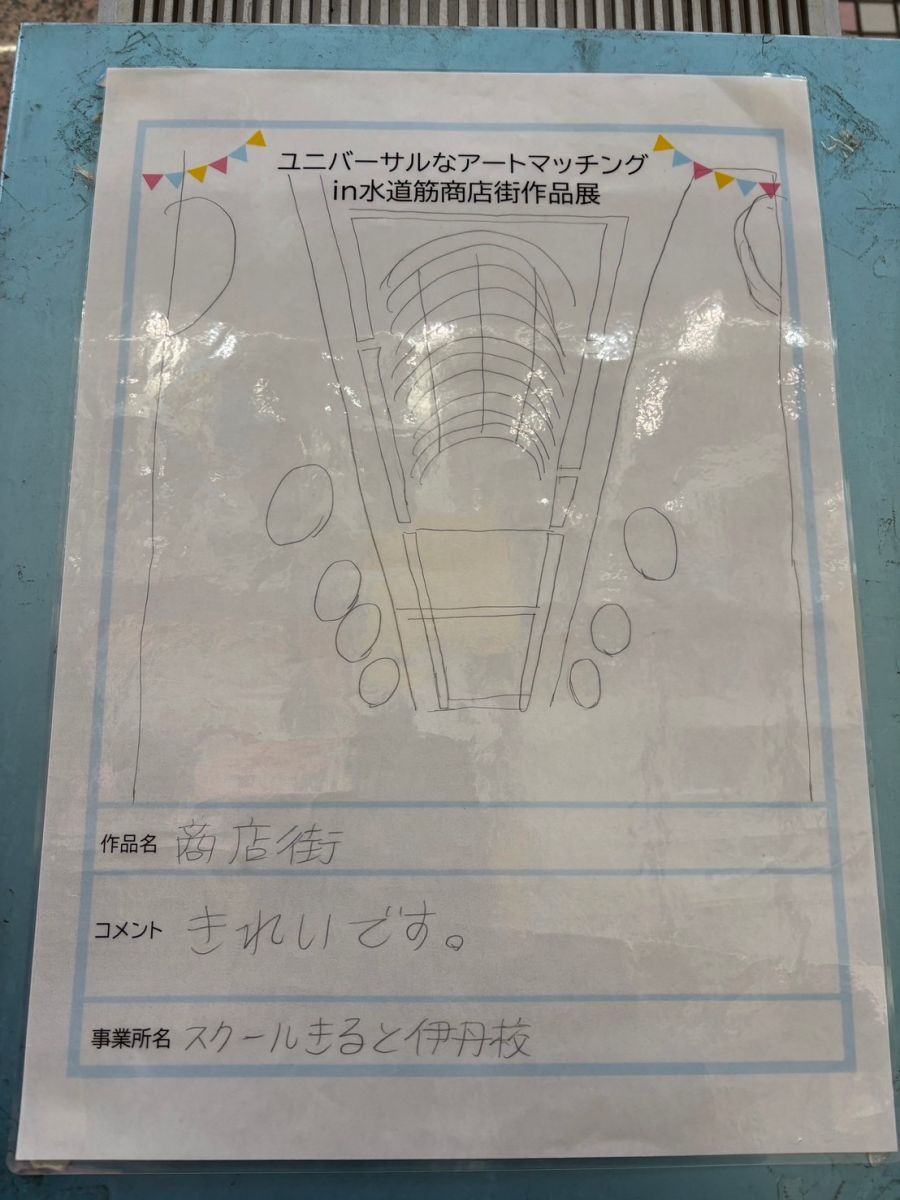 ユニバーサルなアートマッチング
in水道筋商店街作品展
作品名 商店街
コメント きれいです。
事業所名 スクールきると伊丹校